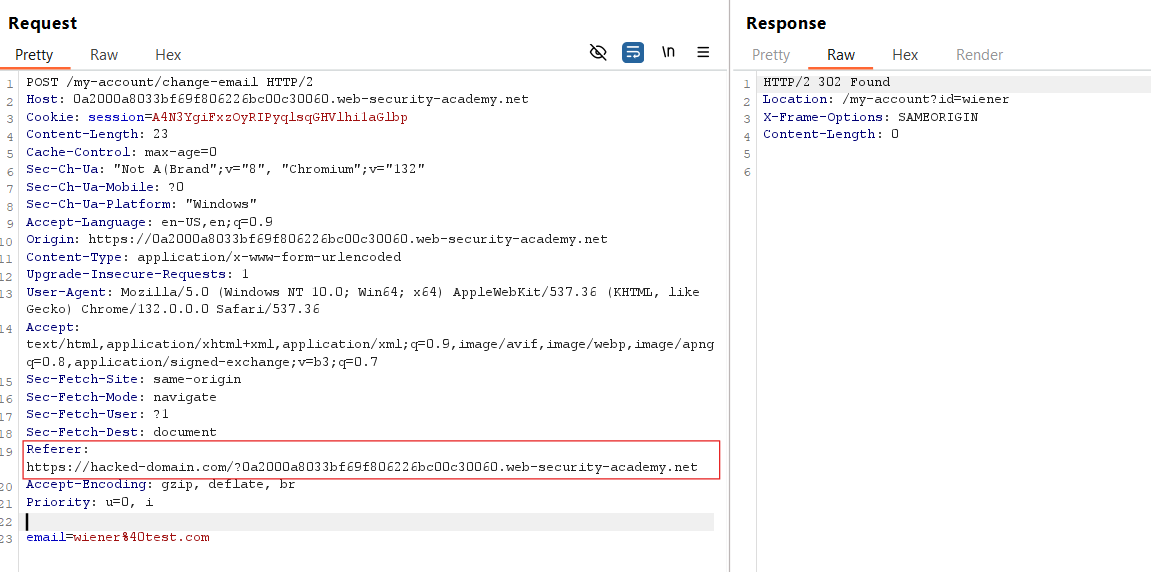 Request
Pretty Raw Hex \n
1 POST /my-account/change-email HTTP/2
2 Host: 0a2000a8033bf69f806226bc00c30060.web-security-academy.net
3 Cookie: session=A4N3YgiFxzOyRIPyqlsqGHVlhilaGlbp
4 Content-Length: 23
5 Cache-Control: max-age=0
6 Sec-Ch-Ua: "Not A(Brand";v="8", "Chromium";v="132"
7 Sec-Ch-Ua-Mobile: ?0
8 Sec-Ch-Ua-Platform: "Windows"
9 Accept-Language: en-US,en;q=0.9
10 Origin: https://0a2000a8033bf69f806226bc00c30060.web-security-academy.net
11 Content-Type: application/x-www-form-urlencoded
12 Upgrade-Insecure-Requests: 1
13 User-Agent: Mozilla/5.0 (Windows NT 10.0; Win64; x64) AppleWebKit/537.36 (KHTML, like
Gecko) Chrome/132.0.0.0 Safari/537.36
14 Accept:
text/html,application/xhtml+xml,application/xml;q=0.9,image/avif,image/webp,image/apng
q=0.8,application/signed-exchange;v=b3;q=0.7
15 Sec-Fetch-Site: same-origin
16 Sec-Fetch-Mode: navigate
17 Sec-Fetch-User: ?1
18 Sec-Fetch-Dest: document
19 Referer:
https://hacked-domain.com/?0a2000a8033bf69f806226bc00c30060.web-security-academy.net
20 Accept-Encoding: gzip, deflate, br
21 Priority: u=0, i
22
23 email=wiener%40test.com
Response
Pretty Raw Hex Render
1 HTTP/2 302 Found
2 Location: /my-account?id=wiener
3 X-Frame-Options: SAMEORIGIN
4 Content-Length: 0
5
6